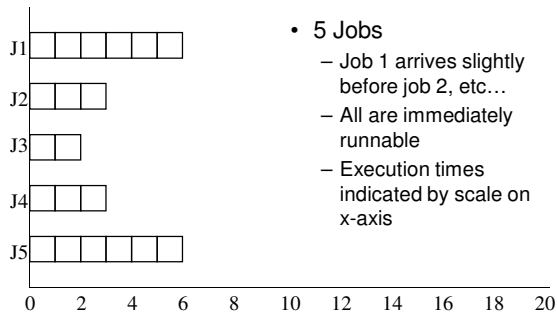 J1
J2
J3
J4
J5
0 2 4 6 8 10 12 14 16 18 20
• 5 Jobs
– Job 1 arrives slightly
before job 2, etc…
– All are immediately
runnable
– Execution times
indicated by scale on
x-axis